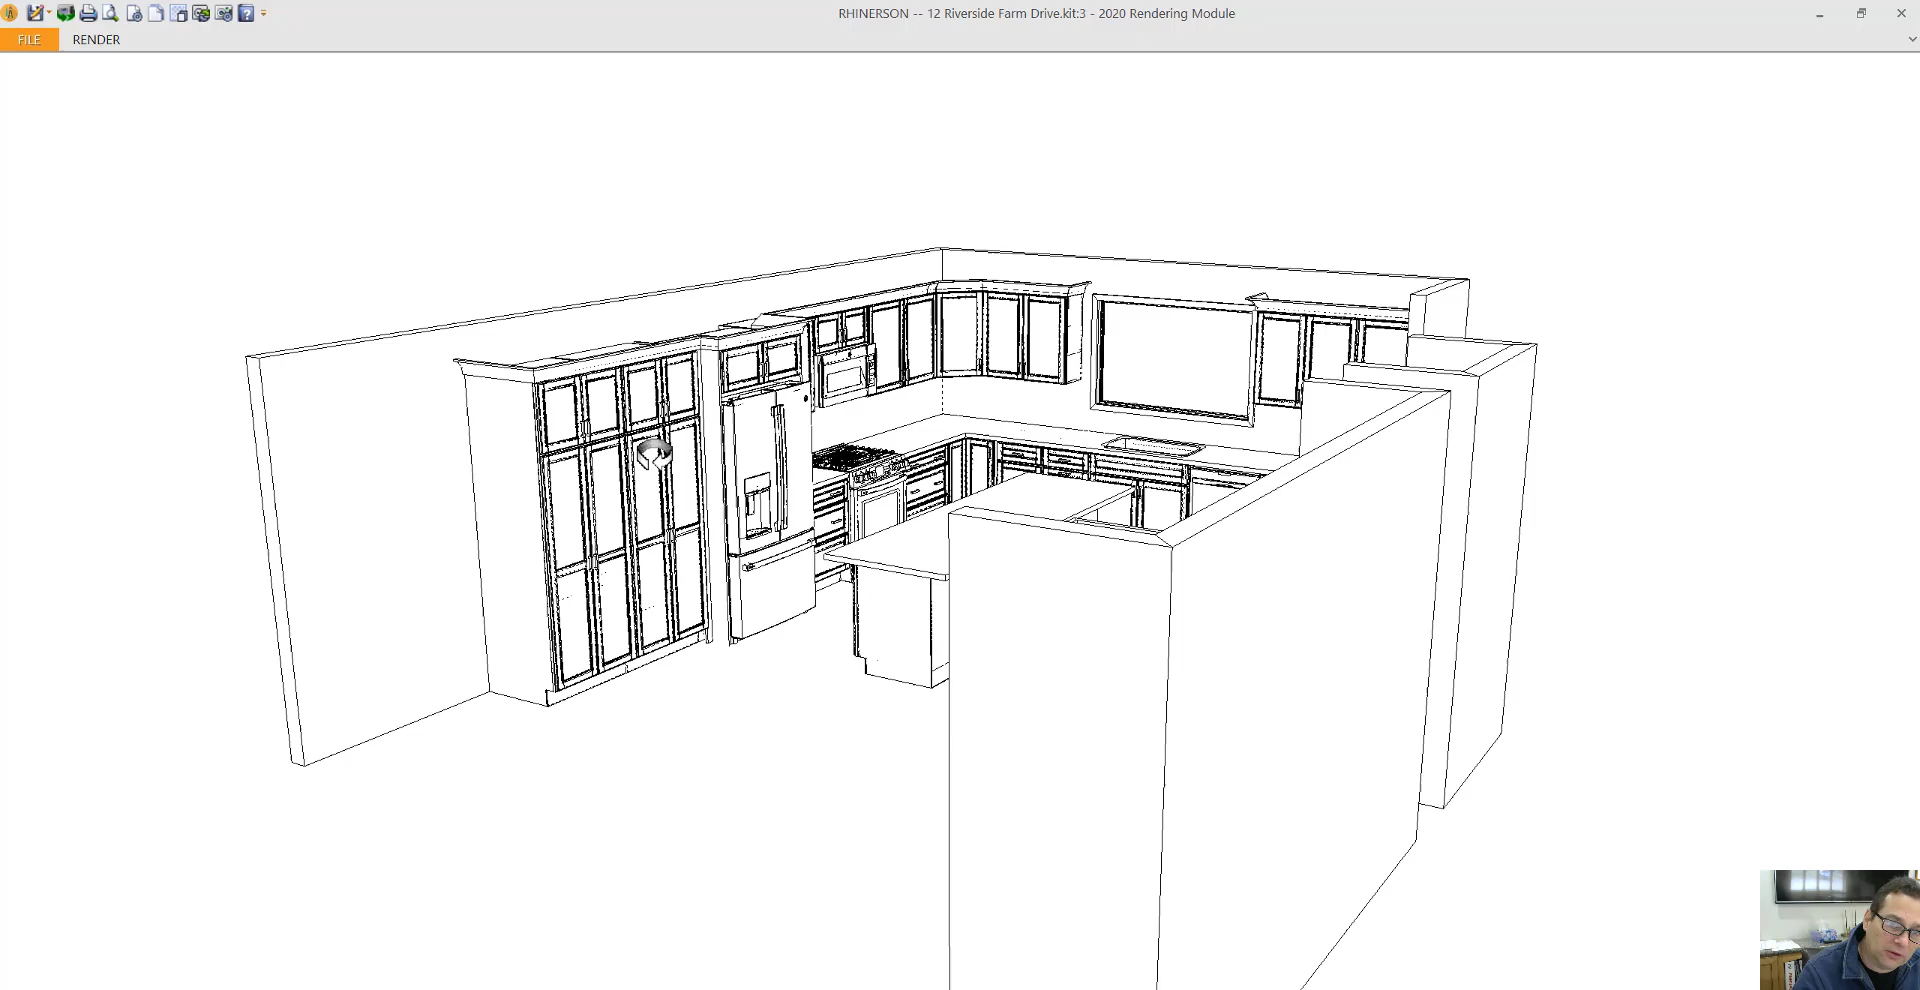 RHINERSON -- 12 Riverside Farm Drive.kit:3 - 2020 Rendering Module
FILE
RENDER